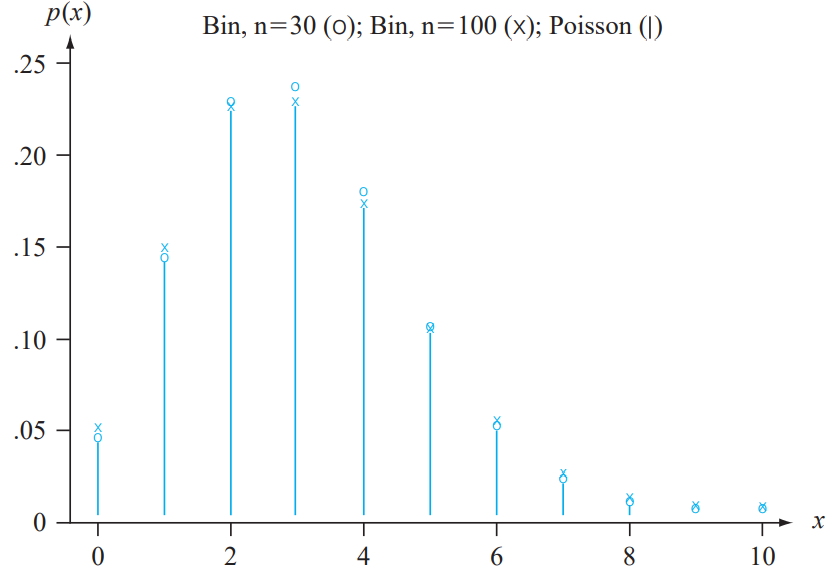 p(x)
Bin, n=30 (o); Bin, n=100 (x); Poisson (|)
.25
.20
.15
.10
.05
0
0 2 4 6 8 10
x